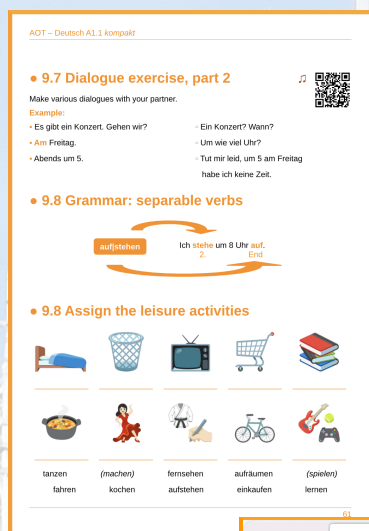 AOT – Deutsch A1.1 kompakt
● 9.7 Dialogue exercise, part 2
Make various dialogues with your partner.
Example:
- Es gibt ein Konzert. Gehen wir?
- Ein Konzert? Wann?
- Am Freitag.
- Um wie viel Uhr?
- Abends um 5.
- Tut mir leid, um 5 am Freitag
habe ich keine Zeit.
● 9.8 Grammar: separable verbs
auf|stehen
Ich stehe um 8 Uhr auf.
2. End
● 9.8 Assign the leisure activities
tanzen (machen) fernsehen aufräumen (spielen)
fahren kochen aufstehen einkaufen lernen
61